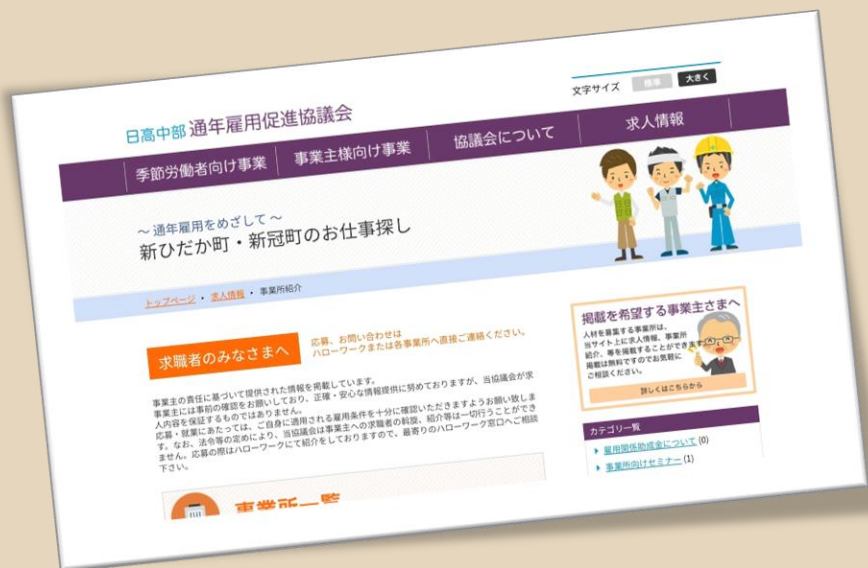 日高中部 通年雇用促進協議会
文字サイズ 標準 大きく
季節労働者向け事業 事業主様向け事業 協議会について 求人情報
～ 通年雇用をめざして ～
新ひだか町・新冠町のお仕事探し
トップページ ・ 求人情報 ・ 事業所紹介
求職者のみなさまへ
応募、お問い合わせは
ハローワークまたは各事業所へ直接ご連絡ください。
事業主の責任に基づいて提供された情報を掲載しています。
事業主には事前の確認をお願いしており、正確・安心な情報提供に努めておりますが、当協議会が求
人内容を保証するものではありません。
応募・就業にあたっては、ご自身に適用される雇用条件を十分に確認いただきますようお願い致しま
す。なお、法令等の定めにより、当協議会は事業主への求職者の斡旋、紹介等は一切行うことができ
ません。応募の際はハローワークにて紹介をしておりますので、最寄りのハローワーク窓口へご相談
下さい。
事業所一覧
掲載を希望する事業主さまへ
人材を募集する事業所は、
当サイト上に求人情報、事業所
紹介、等を掲載することができます
掲載は無料ですのでお気軽に
ご相談ください。
詳しくはこちらから
カテゴリ一覧
雇用関係助成金について (0)
事業所向けセミナー (1)